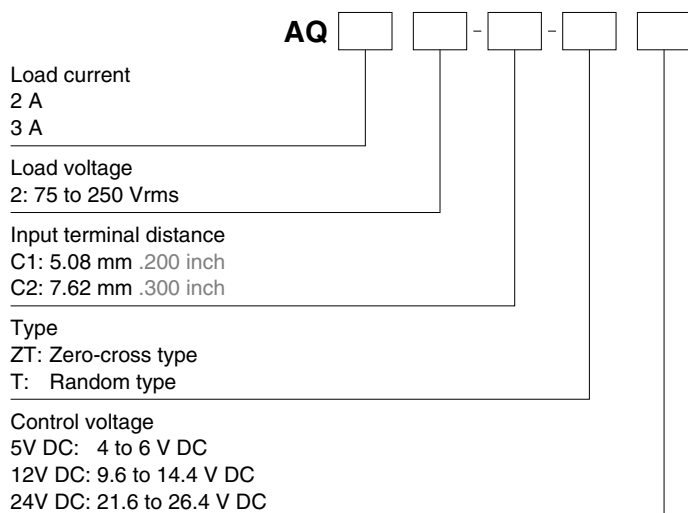 AQ - -
Load current
2 A
3 A
Load voltage
2: 75 to 250 Vrms
Input terminal distance
C1: 5.08 mm .200 inch
C2: 7.62 mm .300 inch
Type
ZT: Zero-cross type
T: Random type
Control voltage
5V DC: 4 to 6 V DC
12V DC: 9.6 to 14.4 V DC
24V DC: 21.6 to 26.4 V DC